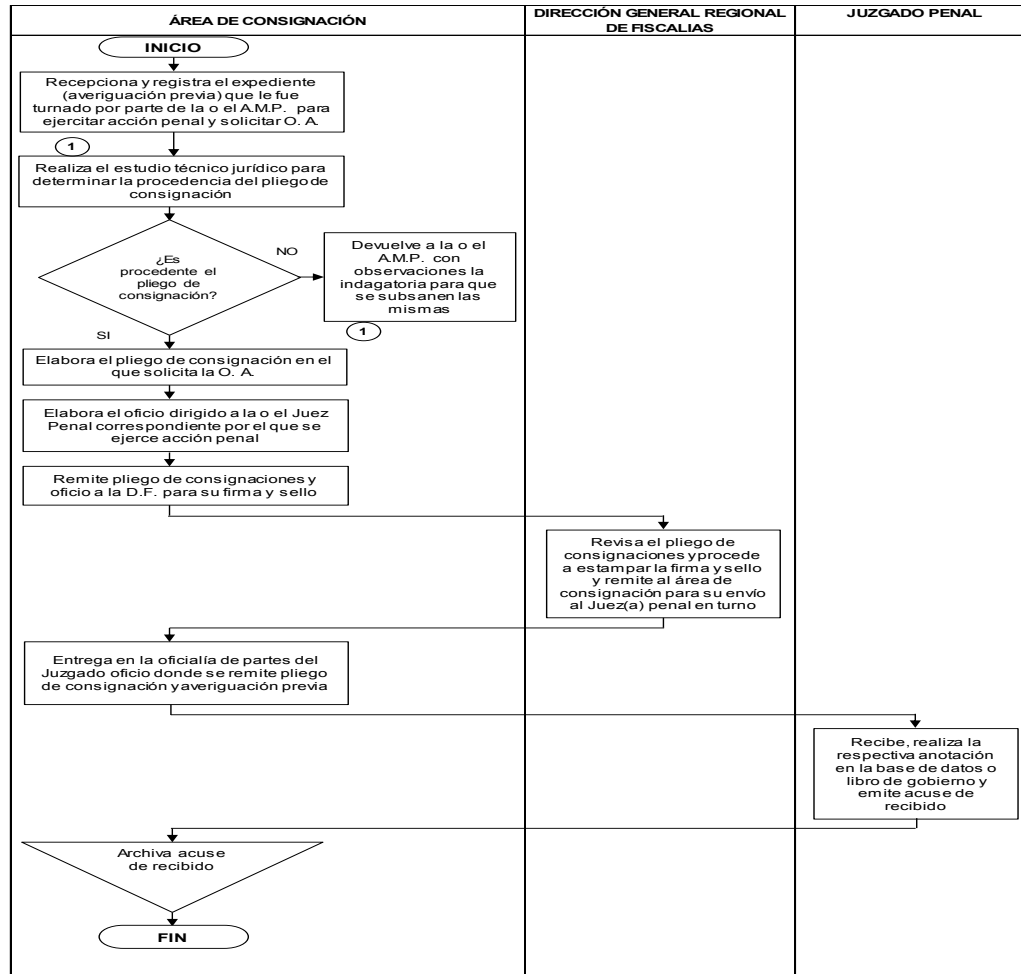 ÁREA DE CONSIGNACIÓN
DIRECCIÓN GENERAL REGIONAL
DE FISCALIAS
JUZGADO PENAL
INICIO
Recepciona y registra el expediente
(averiguación previa) que le fue
turnado por parte de la o el A.M.P. para
ejercitar acción penal y solicitar O. A.
1
Realiza el estudio técnico jurídico para
determinar la procedencia del pliego de
consignación
¿Es
procedente el
pliego de
consignación?
NO
Devuelve a la o el
A.M.P. con
observaciones la
indagatoria para que
se subsanen las
mismas
1
SI
Elabora el pliego de consignación en el
que solicita la O. A.
Elabora el oficio dirigido a la o el Juez
Penal correspondiente por el que se
ejerce acción penal
Remite pliego de consignaciones y
oficio a la D.F. para su firma y sello
Revisa el pliego de
consignaciones y procede
a estampar la firma y sello
y remite al área de
consignación para su envío
al Juez(a) penal en turno
Entrega en la oficialía de partes del
Juzgado oficio donde se remite pliego
de consignación y averiguación previa
Recibe, realiza la
respectiva anotación
en la base de datos o
libro de gobierno y
emite acuse de
recibido
Archiva acuse
de recibido
FIN